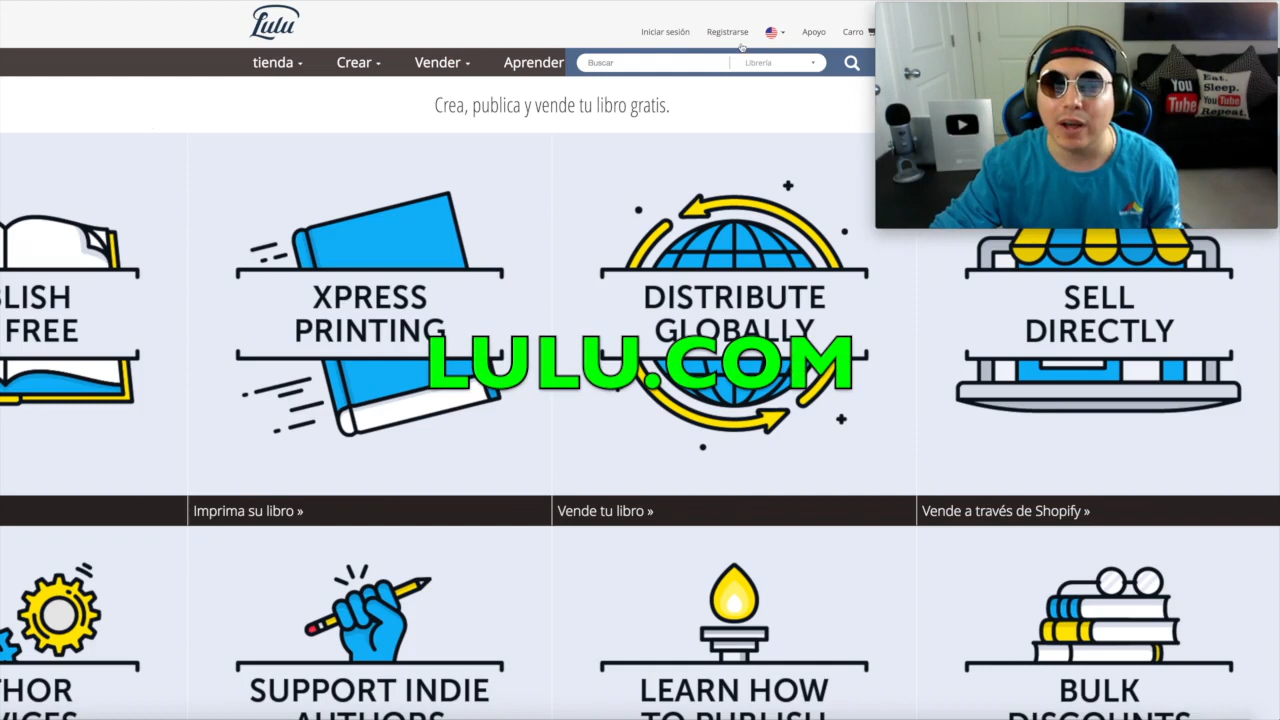 Lulu
Iniciar sesión
Registrarse
Apoyo
Carro
tienda
Crear
Vender
Aprender
Buscar
Librería
Crea, publica y vende tu libro gratis.
You
Tube
Eat.
Sleep.
YouTube
Repeat.
FREE
XPRESS
PRINTING
DISTRIBUTE
GLOBALLY
SELL
DIRECTLY
LULU.COM
Imprima su libro »
Vende tu libro »
Vende a través de Shopify »
SUPPORT INDIE
AUTHORS
LEARN HOW
TO PUBLISH
BULK
DISCOUNTS